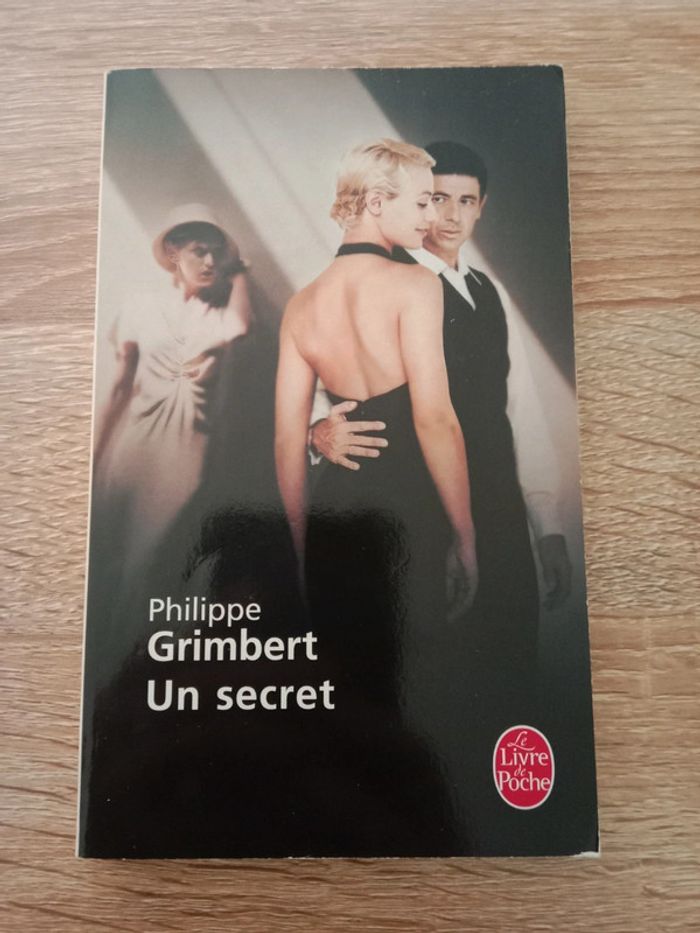 Philippe
Grimbert
Un secret
Le
Livre
de
Poche